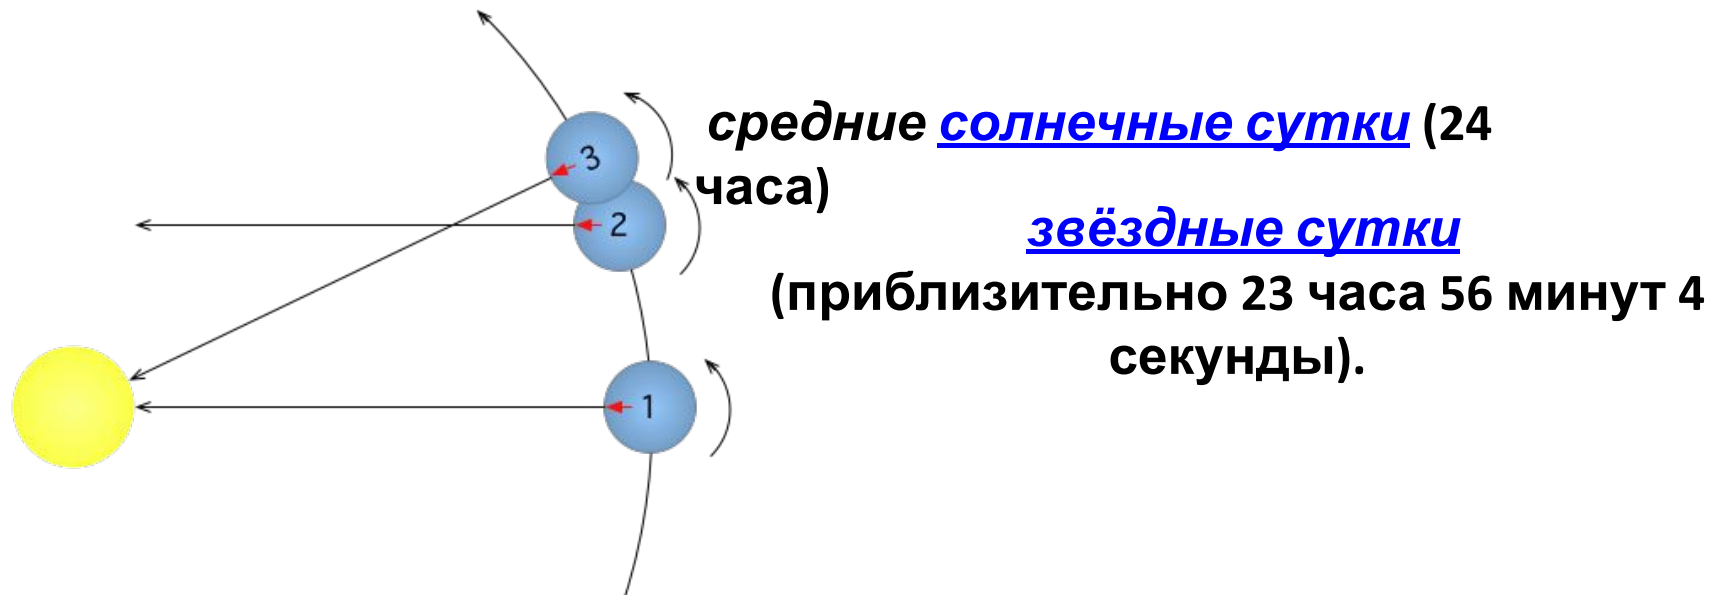 средние солнечные сутки (24
часа)
звёздные сутки
(приблизительно 23 часа 56 минут 4
секунды).
3
2
1